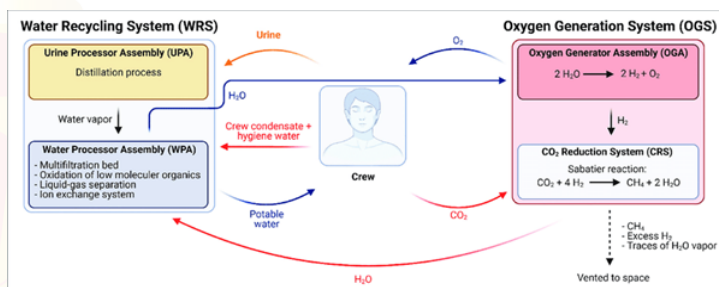 Water Recycling System (WRS)
Oxygen Generation System (OGS)
Urine Processor Assembly (UPA)
Distillation process
Urine
O₂
Oxygen Generator Assembly (OGA)
2 H₂O → 2 H₂ + O₂
H₂O
Water vapor
Crew condensate +
hygiene water
H₂
Water Processor Assembly (WPA)
- Multifiltration bed
- Oxidation of low moleculer organics
- Liquid-gas separation
- Ion exchange system
Crew
CO₂ Reduction System (CRS)
Sabatier reaction:
CO₂ + 4 H₂ → CH₄ + 2 H₂O
Potable
water
CO₂
- CH₄
- Excess H₂
- Traces of H₂O vapor
H₂O
Vented to space